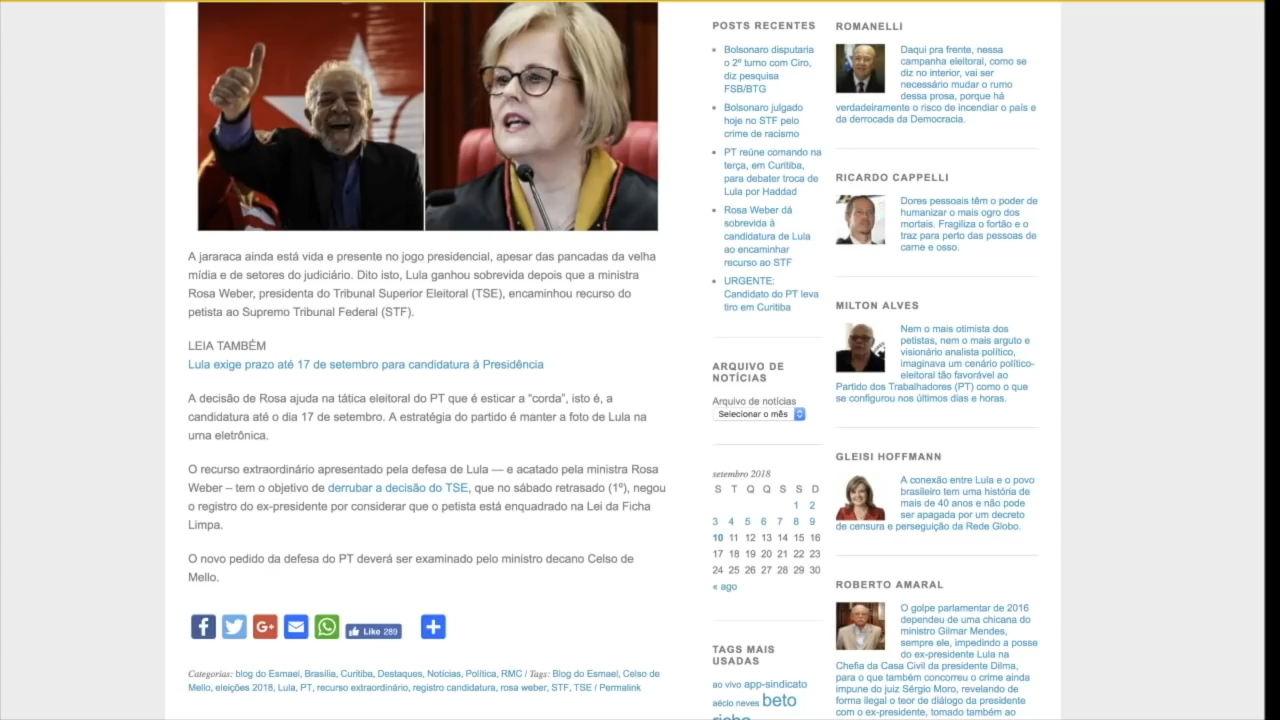 A jararaca ainda está viva e presente no jogo presidencial, apesar das pancadas da velha
mídia e de setores do judiciário. Dito isto, Lula ganhou sobrevida depois que a ministra
Rosa Weber, presidenta do Tribunal Superior Eleitoral (TSE), encaminhou recurso do
petista ao Supremo Tribunal Federal (STF).
LEIA TAMBÉM
Lula exige prazo até 17 de setembro para candidatura à Presidência
A decisão de Rosa ajuda na tática eleitoral do PT que é esticar a “corda”, isto é, a
candidatura até o dia 17 de setembro. A estratégia do partido é manter a foto de Lula na
urna eletrônica.
O recurso extraordinário apresentado pela defesa de Lula — e acatado pela ministra Rosa
Weber – tem o objetivo de derrubar a decisão do TSE, que no sábado retrasado (1º), negou
o registro do ex-presidente por considerar que o petista está enquadrado na Lei da Ficha
Limpa.
O novo pedido da defesa do PT deverá ser examinado pelo ministro decano Celso de
Mello.
Like 289
Categorias: blog do Esmael, Brasília, Curitiba, Destaques, Notícias, Política, RMC / Tags: Blog do Esmael, Celso de
Mello, eleições 2018, Lula, PT, recurso extraordinário, registro candidatura, rosa weber, STF, TSE / Permalink
POSTS RECENTES
Bolsonaro disputaria
o 2º turno com Ciro,
diz pesquisa
FSB/BTG
Bolsonaro julgado
hoje no STF pelo
crime de racismo
PT reúne comando na
terça, em Curitiba,
para debater troca de
Lula por Haddad
Rosa Weber dá
sobrevida à
candidatura de Lula
ao encaminhar
recurso ao STF
URGENTE:
Candidato do PT leva
tiro em Curitiba
ARQUIVO DE
NOTÍCIAS
Arquivo de notícias
Selecionar o mês
setembro 2018
S T Q Q S S D
1 2
3 4 5 6 7 8 9
10 11 12 13 14 15 16
17 18 19 20 21 22 23
24 25 26 27 28 29 30
« ago
TAGS MAIS
USADAS
ao vivo app-sindicato
aécio neves beto
richa
ROMANELLI
Daqui pra frente, nessa
campanha eleitoral, como se
diz no interior, vai ser
necessário mudar o rumo
dessa prosa, porque há
verdadeiramente o risco de incendiar o país e
da derrocada da Democracia.
RICARDO CAPPELLI
Dores pessoais têm o poder de
humanizar o mais ogro dos
mortais. Fragiliza o fortão e o
traz para perto das pessoas de
carne e osso.
MILTON ALVES
Nem o mais otimista dos
petistas, nem o mais arguto e
visionário analista político,
imaginava um cenário político-
eleitoral tão favorável ao
Partido dos Trabalhadores (PT) como o que
se configurou nos últimos dias e horas.
GLEISI HOFFMANN
A conexão entre Lula e o povo
brasileiro tem uma história de
mais de 40 anos e não pode
ser apagada por um decreto
de censura e perseguição da Rede Globo.
ROBERTO AMARAL
O golpe parlamentar de 2016
dependeu de uma chicana do
ministro Gilmar Mendes,
sempre ele, impedindo a posse
do ex-presidente Lula na
Chefia da Casa Civil da presidente Dilma,
para o que também concorreu o crime ainda
impune do juiz Sérgio Moro, revelando de
forma ilegal o teor de diálogo da presidente
com o ex-presidente, tomado também ao